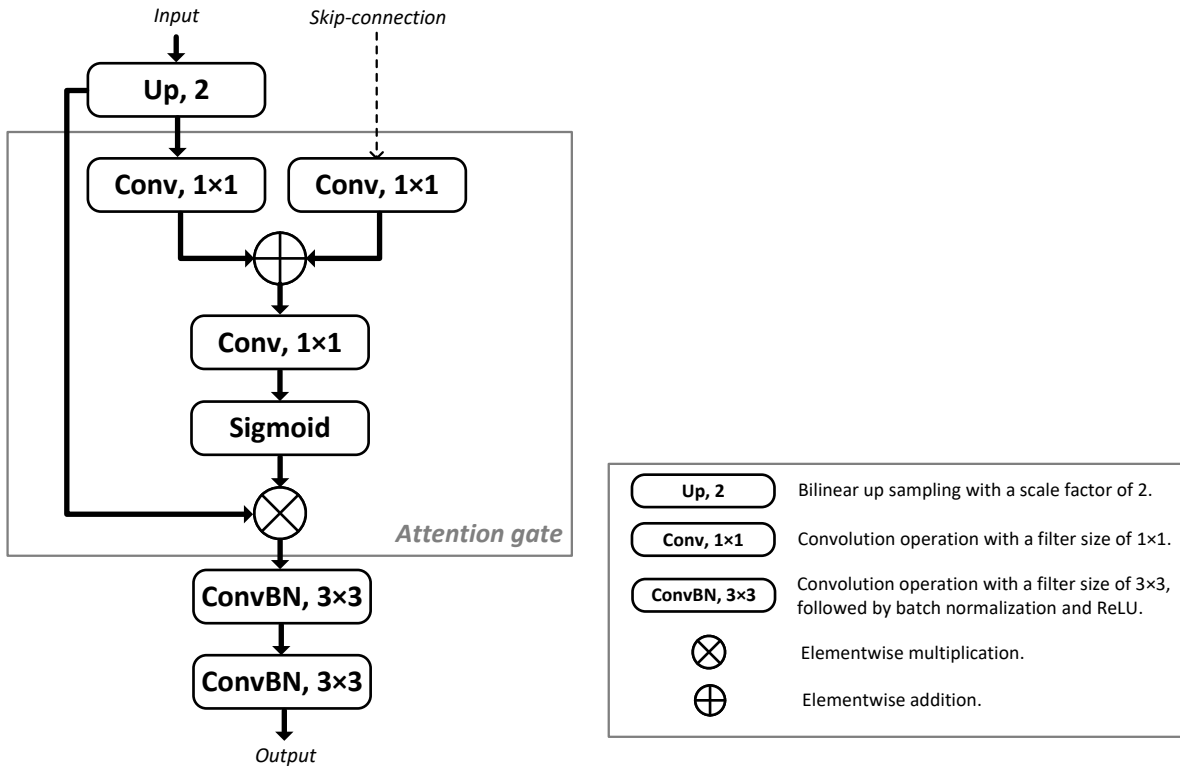 Input
Skip-connection
Up, 2
Conv, 1×1
Conv, 1×1
Conv, 1×1
Sigmoid
Attention gate
ConvBN, 3×3
ConvBN, 3×3
Output
Up, 2
Bilinear up sampling with a scale factor of 2.
Conv, 1×1
Convolution operation with a filter size of 1×1.
ConvBN, 3×3
Convolution operation with a filter size of 3×3,
followed by batch normalization and ReLU.
Elementwise multiplication.
Elementwise addition.